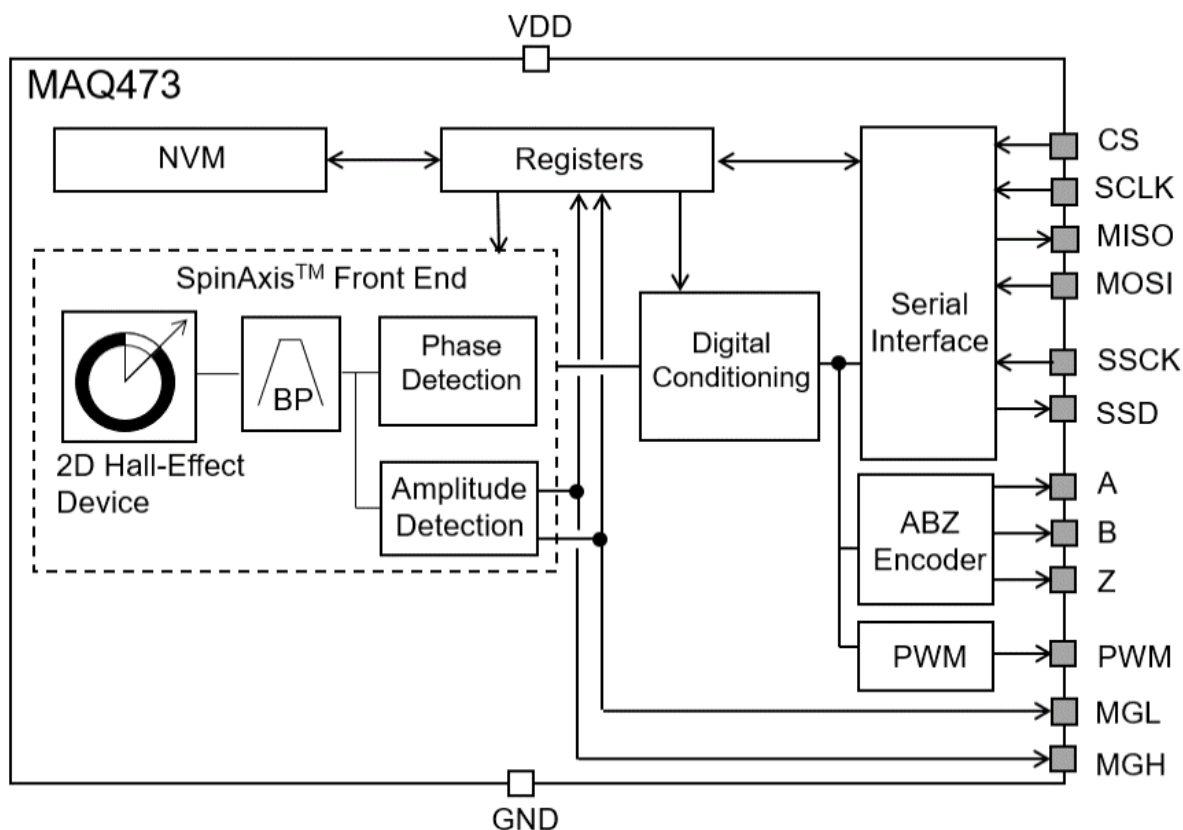 VDD
MAQ473
NVM
Registers
SpinAxis™ Front End
2D Hall-Effect
Device
BP
Phase
Detection
Amplitude
Detection
Digital
Conditioning
Serial
Interface
ABZ
Encoder
PWM
CS
SCLK
MISO
MOSI
SSCK
SSD
A
B
Z
PWM
MGL
MGH
GND